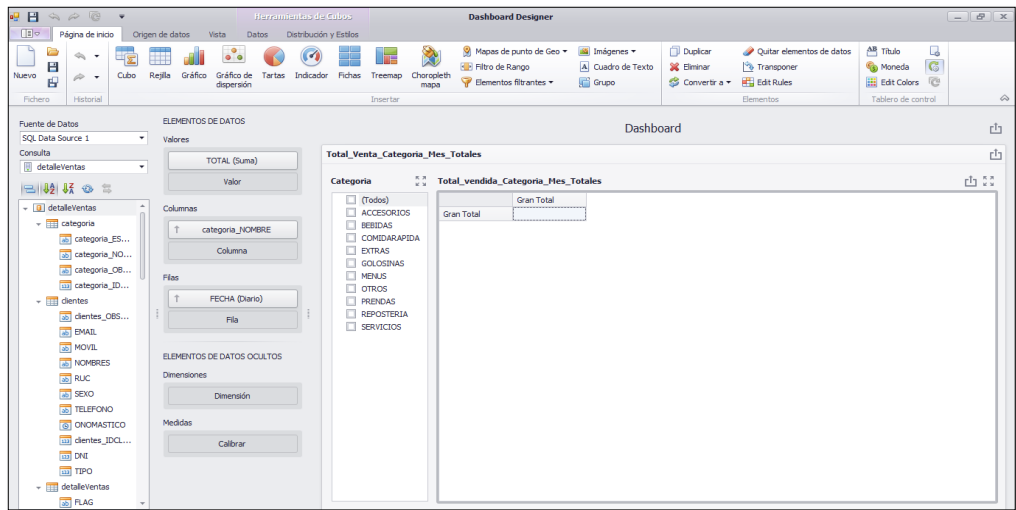 Herramientas de Cubos
Dashboard Designer
Página de inicio
Origen de datos
Vista
Datos
Distribución y Estilos
Nuevo
Cubo
Rejilla
Gráfico
Gráfico de
dispersión
Tartas
Indicador
Fichas
Treemap
Choropleth
mapa
Mapas de punto de Geo
Filtro de Rango
Elementos filtrantes
Imágenes
Cuadro de Texto
Grupo
Duplicar
Eliminar
Convertir a
Quitar elementos de datos
Transponer
Edit Rules
Título
Moneda
Edit Colors
Fichero
Historial
Insertar
Elementos
Tablero de control
Fuente de Datos
SQL Data Source 1
Consulta
detalleVentas
detalleVentas
categoria
categoria_ES...
categoria_NO...
categoria_OB...
categoria_ID...
clientes
clientes_OBS...
EMAIL
MOVIL
NOMBRES
RUC
SEXO
TELEFONO
ONOMASTICO
clientes_IDCL...
DNI
TIPO
detalleVentas
FLAG
ELEMENTOS DE DATOS
Valores
TOTAL (Suma)
Valor
Columnas
categoria_NOMBRE
Columna
Filas
FECHA (Diario)
Fila
ELEMENTOS DE DATOS OCULTOS
Dimensiones
Dimensión
Medidas
Calibrar
Dashboard
Total_Venta_Categoria_Mes_Totales
Categoria
(Todos)
ACCESORIOS
BEBIDAS
COMIDARAPIDA
EXTRAS
GOLOSINAS
MENUS
OTROS
PRENDAS
REPOSTERIA
SERVICIOS
Total_vendida_Categoria_Mes_Totales
Gran Total
Gran Total